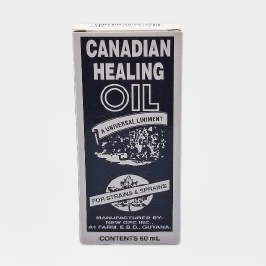 CANADIAN
HEALING
OIL
A UNIVERSAL LINIMENT
FOR STRAINS & SPRAINS
MANUFACTURED BY:
NEW GPC INC.,
A1 FARM, E.B.D., GUYANA.
CONTENTS 60 mL